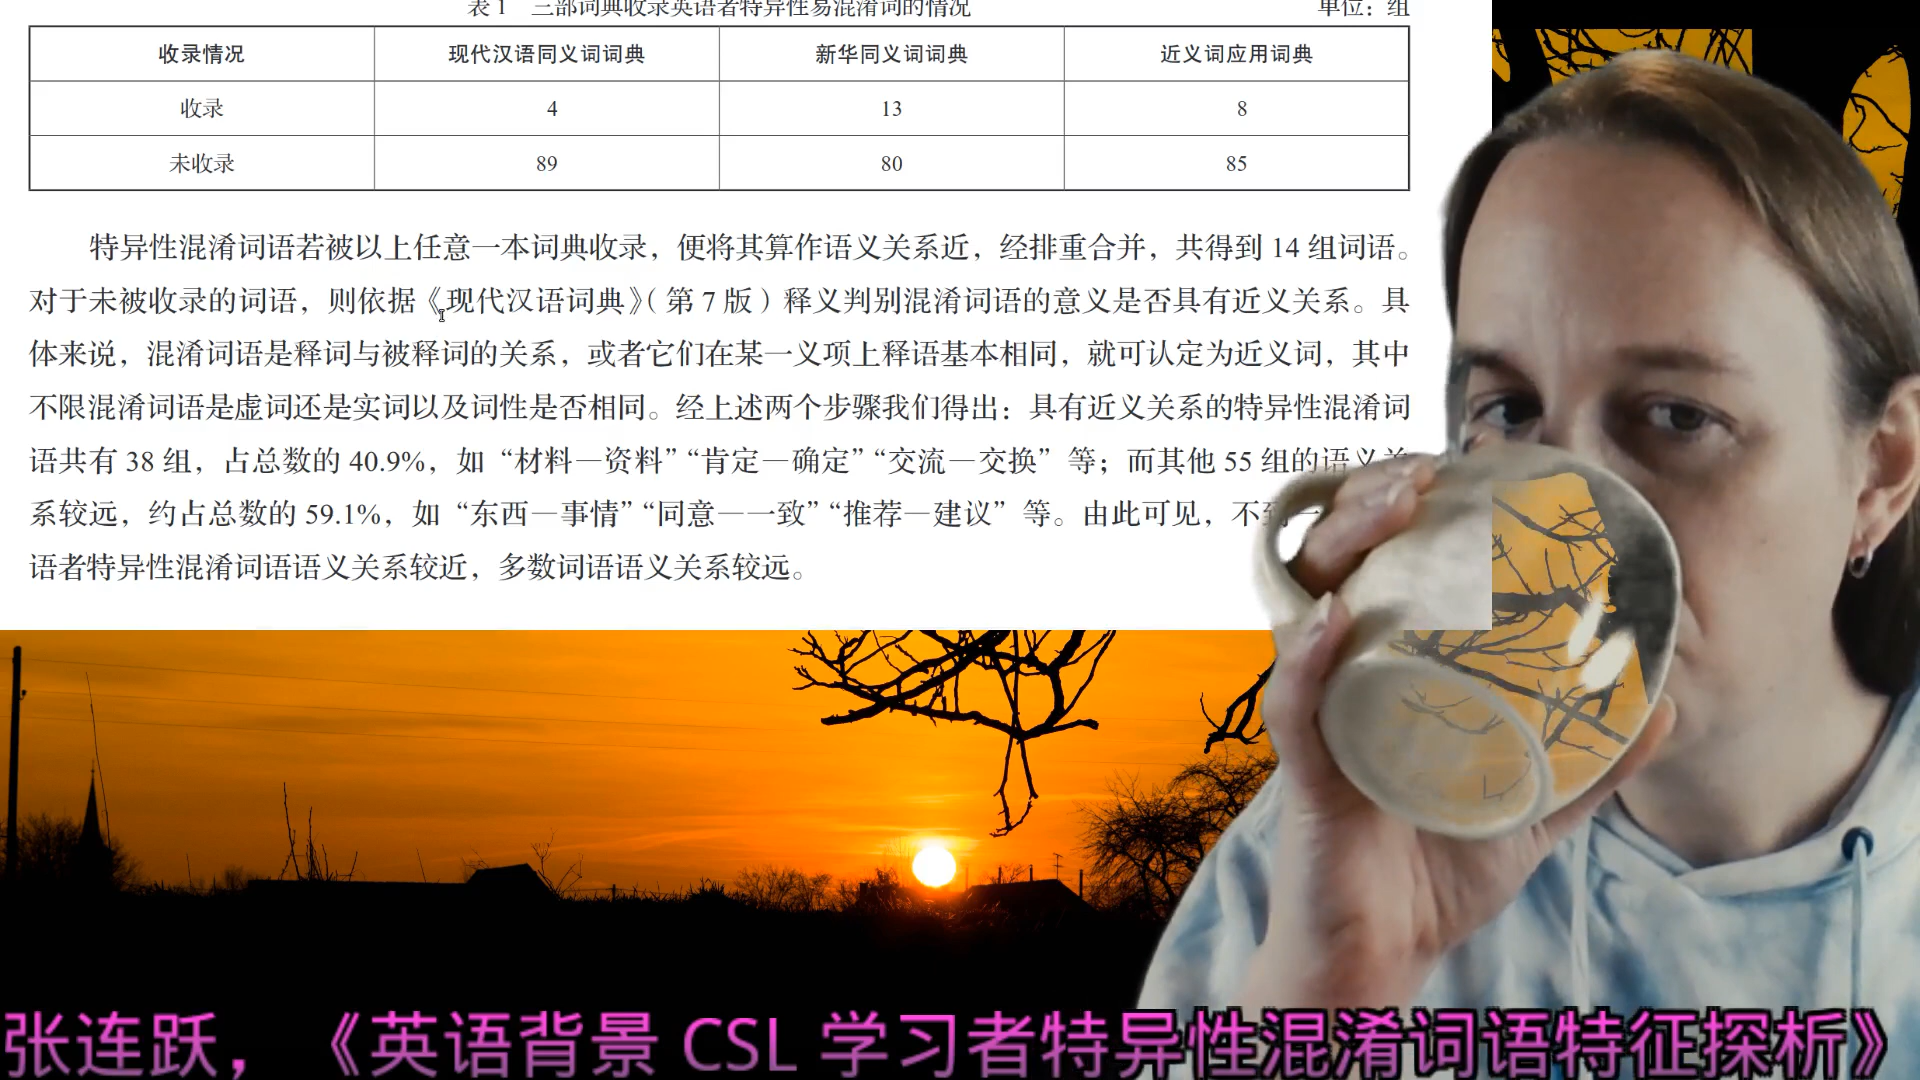 表 1 三部词典收录英语者特异性易混淆词的情况 单位：组
收录情况 现代汉语同义词词典 新华同义词词典 近义词应用词典
收录 4 13 8
未收录 89 80 85
特异性混淆词语若被以上任意一本词典收录，便将其算作语义关系近，经排重合并，共得到 14 组词语。
对于未被收录的词语，则依据《现代汉语词典》（第 7 版）释义判别混淆词语的意义是否具有近义关系。具
体来说，混淆词语是释词与被释词的关系，或者它们在某一义项上释语基本相同，就可认定为近义词，其中
不限混淆词语是虚词还是实词以及词性是否相同。经上述两个步骤我们得出：具有近义关系的特异性混淆词
语共有 38 组，占总数的 40.9%，如“材料—资料”“肯定—确定”“交流—交换”等；而其他 55 组的语义关
系较远，约占总数的 59.1%，如“东西—事情”“同意—一致”“推荐—建议”等。由此可见，不到一
语者特异性混淆词语语义关系较近，多数词语语义关系较远。
张连跃，《英语背景 CSL 学习者特异性混淆词语特征探析》